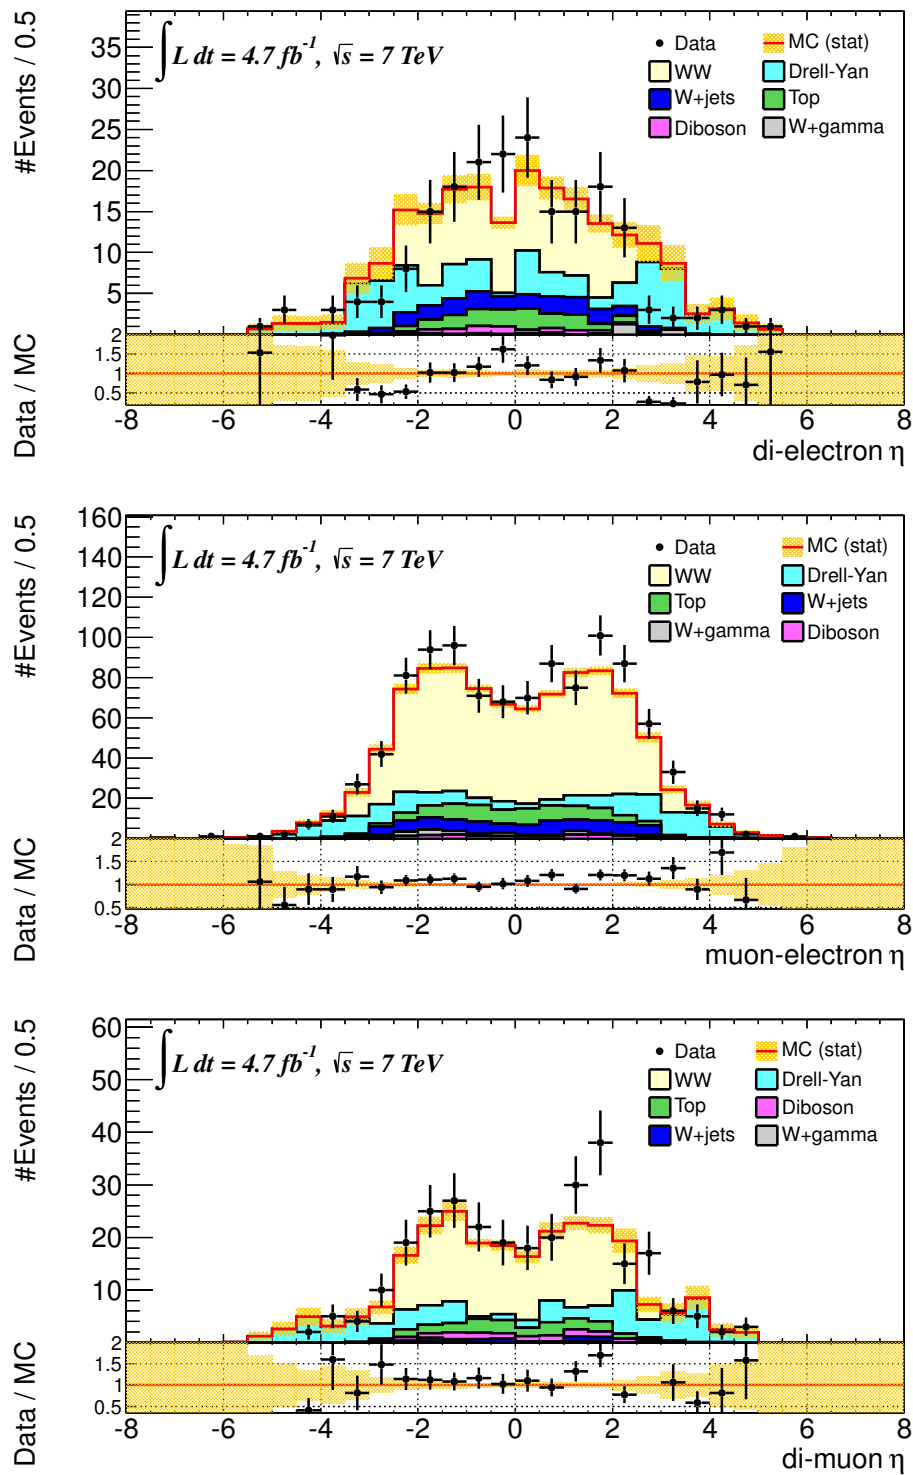 #Events / 0.5
∫L dt = 4.7 fb⁻¹, √s = 7 TeV
Data
MC (stat)
WW
Drell-Yan
W+jets
Top
Diboson
W+gamma
35
30
25
20
15
10
5
Data / MC
2
1.5
1
0.5
-8 -6 -4 -2 0 2 4 6 8
di-electron η
#Events / 0.5
∫L dt = 4.7 fb⁻¹, √s = 7 TeV
Data
MC (stat)
WW
Drell-Yan
Top
W+jets
W+gamma
Diboson
160
140
120
100
80
60
40
20
Data / MC
2
1.5
1
0.5
-8 -6 -4 -2 0 2 4 6 8
muon-electron η
#Events / 0.5
∫L dt = 4.7 fb⁻¹, √s = 7 TeV
Data
MC (stat)
WW
Drell-Yan
Top
Diboson
W+jets
W+gamma
60
50
40
30
20
10
Data / MC
2
1.5
1
0.5
-8 -6 -4 -2 0 2 4 6 8
di-muon η